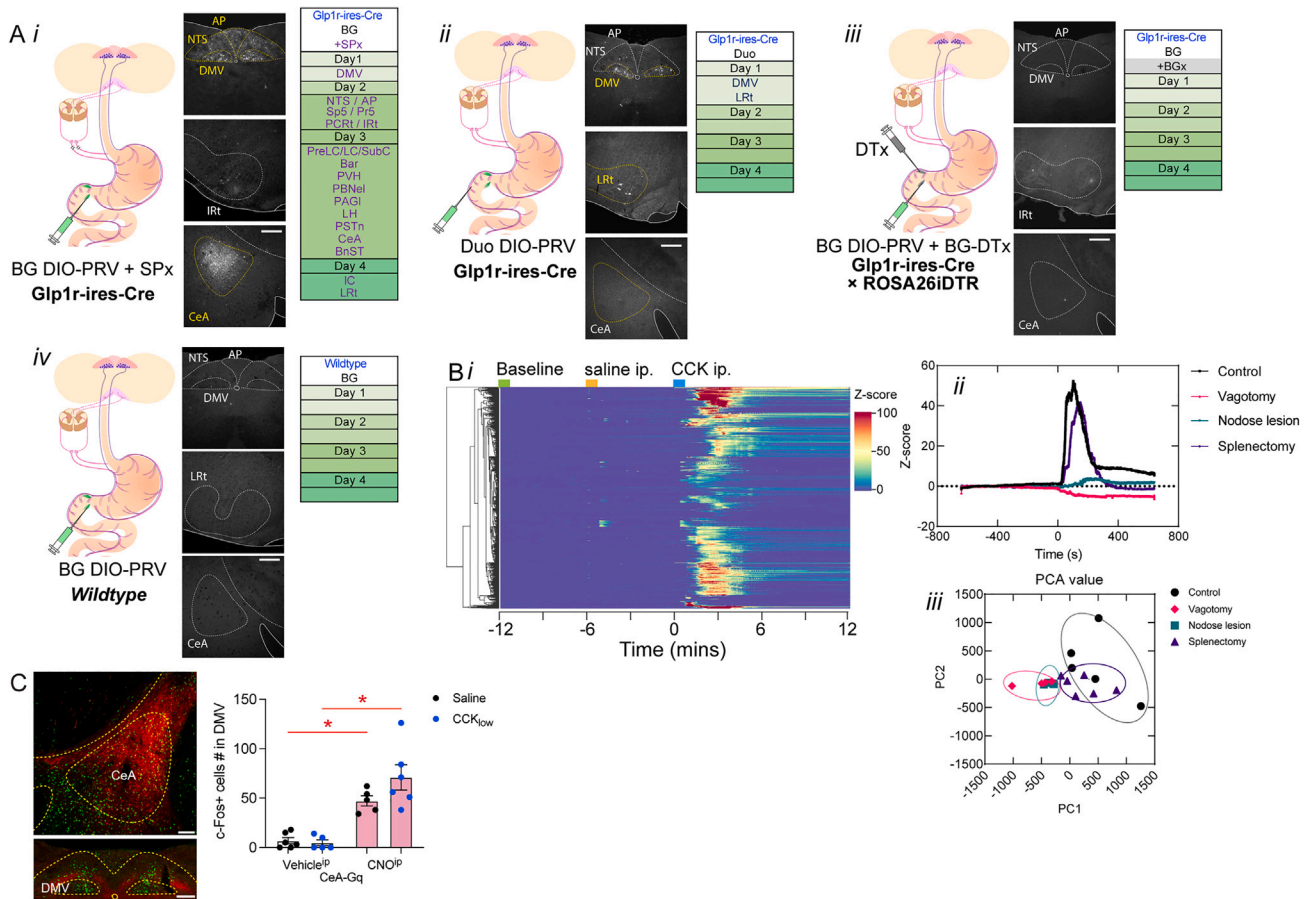 A i
AP
NTS
DMV
IRt
CeA
BG DIO-PRV + SPx
Glp1r-ires-Cre
Glp1r-ires-Cre
BG
+SPx
Day1
DMV
Day 2
NTS / AP
Sp5 / Pr5
PCRt / IRt
Day 3
PreLC/LC/SubC
Bar
PVH
PBNel
PAGl
LH
PSTn
CeA
BnST
Day 4
IC
LRt
ii
AP
NTS
DMV
LRt
CeA
Duo DIO-PRV
Glp1r-ires-Cre
Glp1r-ires-Cre
Duo
Day 1
DMV
LRt
Day 2
Day 3
Day 4
iii
DTx
AP
NTS
DMV
IRt
CeA
BG DIO-PRV + BG-DTx
Glp1r-ires-Cre
× ROSA26iDTR
Glp1r-ires-Cre
BG
+BGx
Day 1
Day 2
Day 3
Day 4
iv
NTS AP
DMV
LRt
CeA
BG DIO-PRV
Wildtype
Wildtype
BG
Day 1
Day 2
Day 3
Day 4
B i
Baseline saline ip. CCK ip.
Z-score
100
50
0
-12 -6 0 6 12
Time (mins)
ii
Z-score
60
40
20
0
-20
-800 -400 0 400 800
Time (s)
Control
Vagotomy
Nodose lesion
Splenectomy
PCA value
iii
PC2
1500
1000
500
0
-500
-1000
-1500
-1500 -1000 -500 0 500 1000 1500
PC1
Control
Vagotomy
Nodose lesion
Splenectomy
C
CeA
DMV
c-Fos+ cells # in DMV
150
100
50
0
* *
Vehicleip CNOip
CeA-Gq
Saline
CCKlow